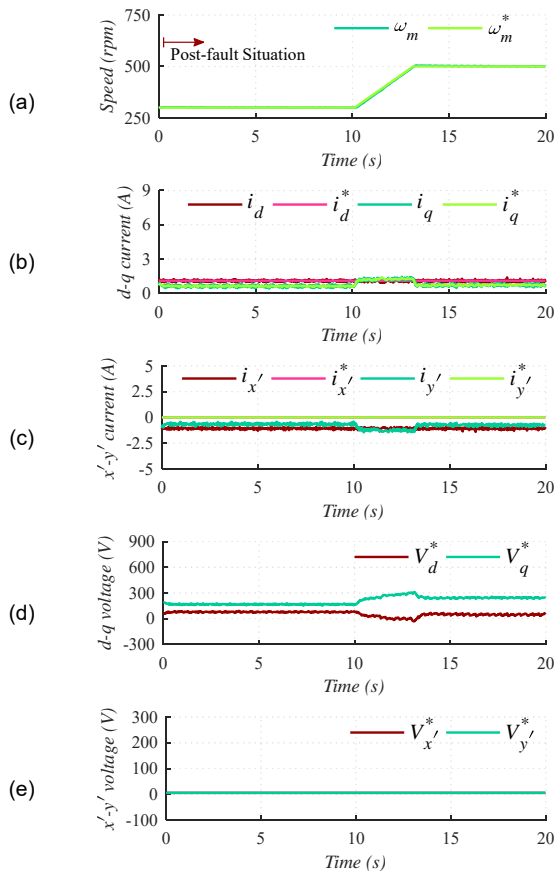 (a)
Speed (rpm)
750
500
250
Post-fault Situation
ω_m ω_m^*
0 5 10 15 20
Time (s)
(b)
d-q current (A)
9
6
3
0
i_d i_d^* i_q i_q^*
0 5 10 15 20
Time (s)
(c)
x′-y′ current (A)
5
2.5
0
-2.5
-5
i_x′ i_x′^* i_y′ i_y′^*
0 5 10 15 20
Time (s)
(d)
d-q voltage (V)
900
600
300
0
-300
V_d^* V_q^*
0 5 10 15 20
Time (s)
(e)
x′-y′ voltage (V)
300
200
100
0
-100
V_x′^* V_y′^*
0 5 10 15 20
Time (s)